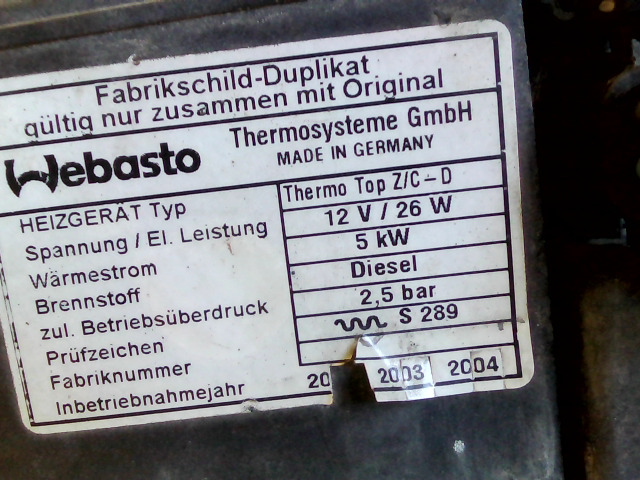 Fabrikschild-Duplikat
gültig nur zusammen mit Original
Webasto Thermosysteme GmbH
MADE IN GERMANY
HEIZGERÄT Typ Thermo Top Z/C-D
Spannung / El. Leistung 12 V / 26 W
Wärmestrom 5 kW
Brennstoff Diesel
zul. Betriebsüberdruck 2,5 bar
Prüfzeichen S 289
Fabriknummer
Inbetriebnahmejahr 20 2003 2004